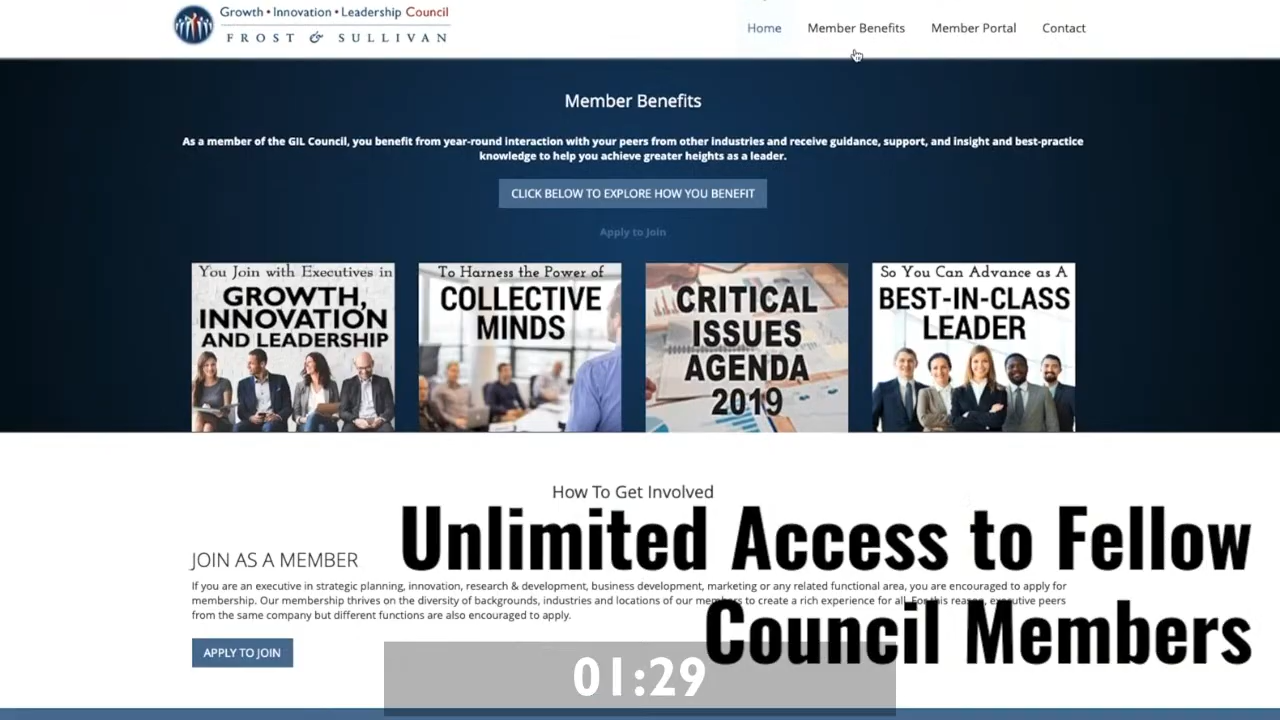 Growth • Innovation • Leadership Council
FROST & SULLIVAN
Home
Member Benefits
Member Portal
Contact
Member Benefits
As a member of the GIL Council, you benefit from year-round interaction with your peers from other industries and receive guidance, support, and insight and best-practice
knowledge to help you achieve greater heights as a leader.
CLICK BELOW TO EXPLORE HOW YOU BENEFIT
Apply to Join
You Join with Executives in
GROWTH,
INNOVATION
AND LEADERSHIP
To Harness the Power of
COLLECTIVE
MINDS
CRITICAL
ISSUES
AGENDA
2019
So You Can Advance as A
BEST-IN-CLASS
LEADER
How To Get Involved
Unlimited Access to Fellow
Council Members
JOIN AS A MEMBER
If you are an executive in strategic planning, innovation, research & development, business development, marketing or any related functional area, you are encouraged to apply for
membership. Our membership thrives on the diversity of backgrounds, industries and locations of our members to create a rich experience for all. For this reason, executive peers
from the same company but different functions are also encouraged to apply.
APPLY TO JOIN
01:29